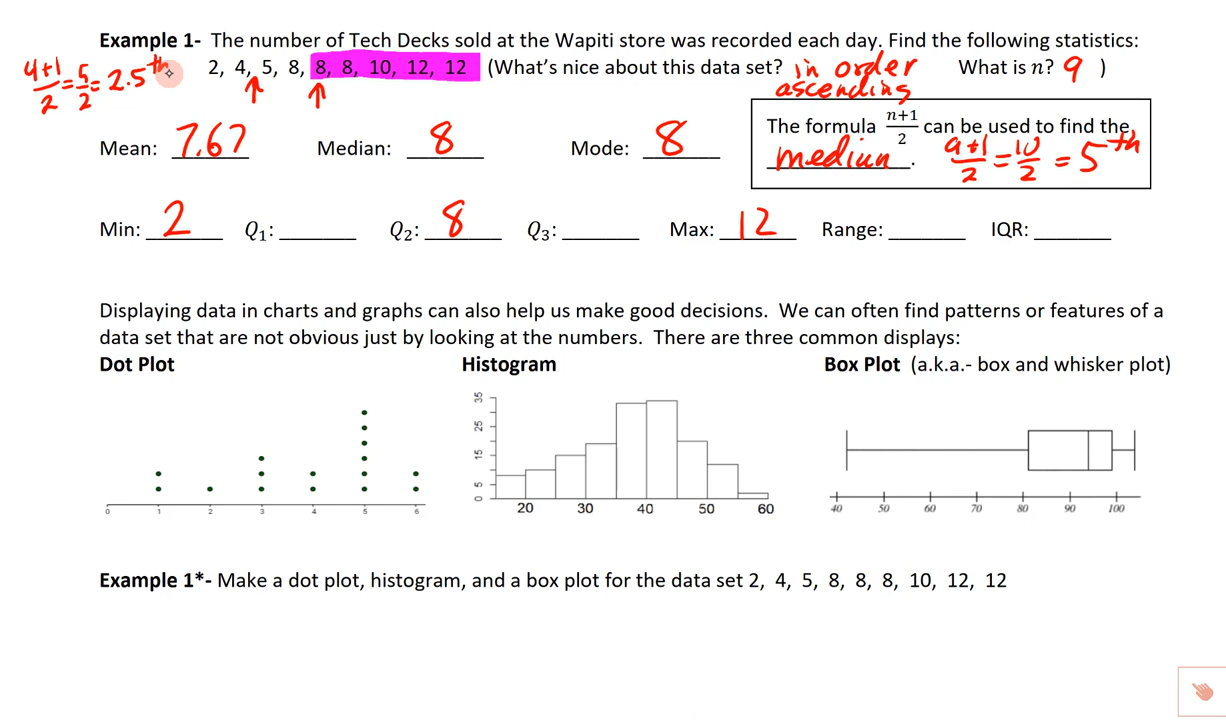 Example 1- The number of Tech Decks sold at the Wapiti store was recorded each day. Find the following statistics:
4+1/2 = 5/2 = 2.5th 2, 4, 5, 8, 8, 8, 10, 12, 12 (What's nice about this data set? in order ascending What is n? 9 )
The formula n+1/2 can be used to find the
median. 9+1/2 = 10/2 = 5th
Mean: 7.67 Median: 8 Mode: 8
Min: 2 Q1: ______ Q2: 8 Q3: ______ Max: 12 Range: ______ IQR: ______
Displaying data in charts and graphs can also help us make good decisions. We can often find patterns or features of a
data set that are not obvious just by looking at the numbers. There are three common displays:
Dot Plot Histogram Box Plot (a.k.a.- box and whisker plot)
0 1 2 3 4 5 6
35
25
15
5
0
20 30 40 50 60
40 50 60 70 80 90 100
Example 1*- Make a dot plot, histogram, and a box plot for the data set 2, 4, 5, 8, 8, 8, 10, 12, 12